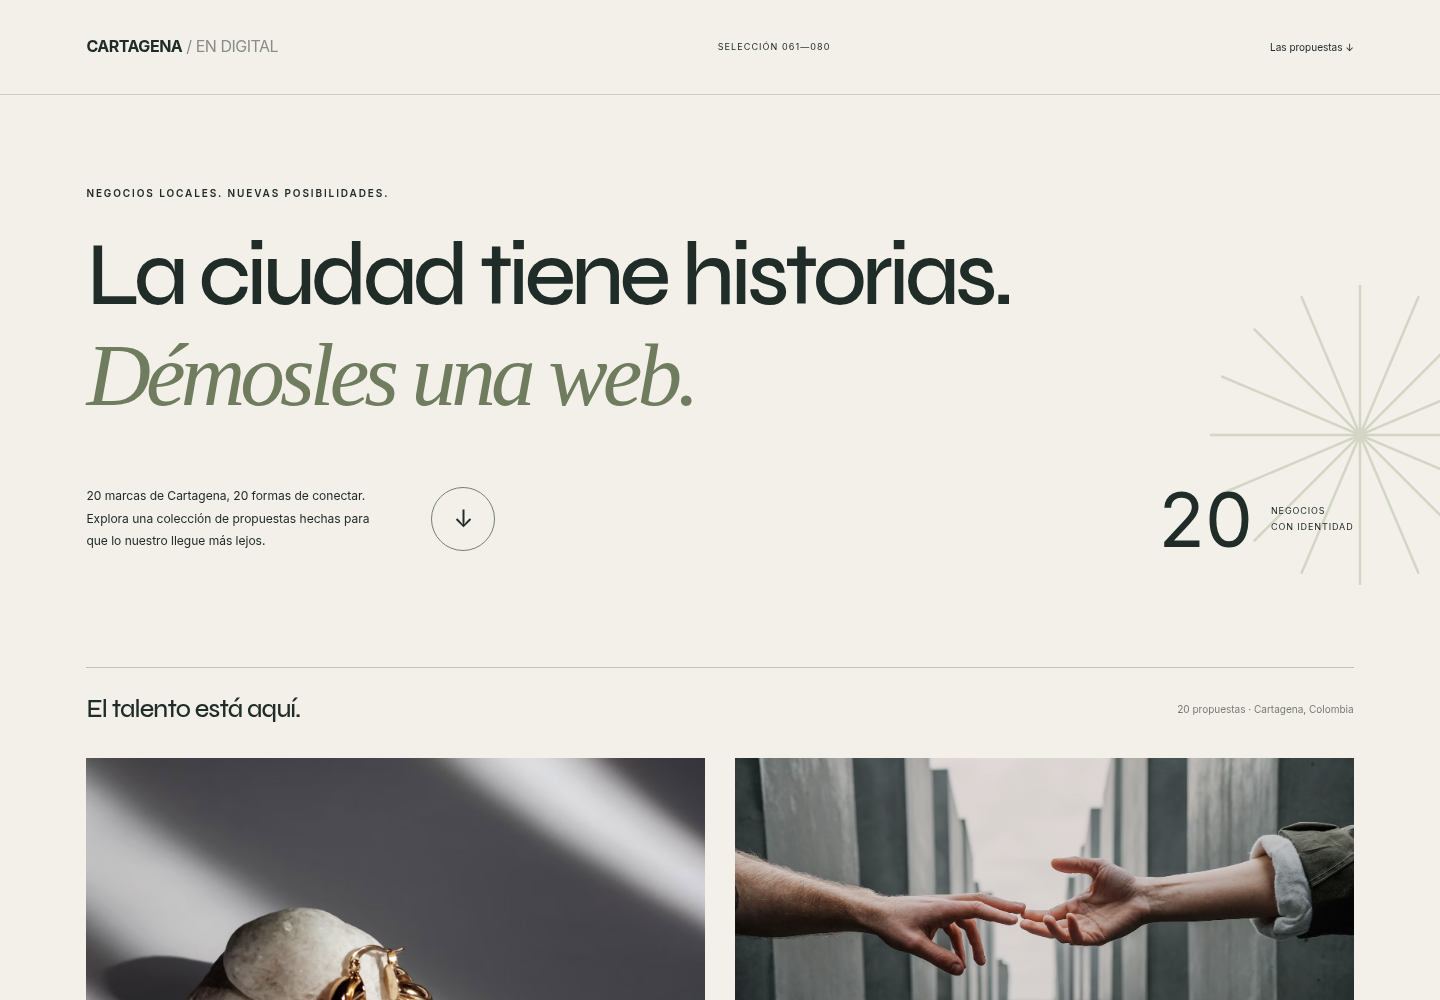 CARTAGENA / EN DIGITAL
SELECCIÓN 061—080
Las propuestas ↓
NEGOCIOS LOCALES. NUEVAS POSIBILIDADES.
La ciudad tiene historias.
Démosles una web.
20 marcas de Cartagena, 20 formas de conectar.
Explora una colección de propuestas hechas para
que lo nuestro llegue más lejos.
↓
20
NEGOCIOS
CON IDENTIDAD
El talento está aquí.
20 propuestas · Cartagena, Colombia